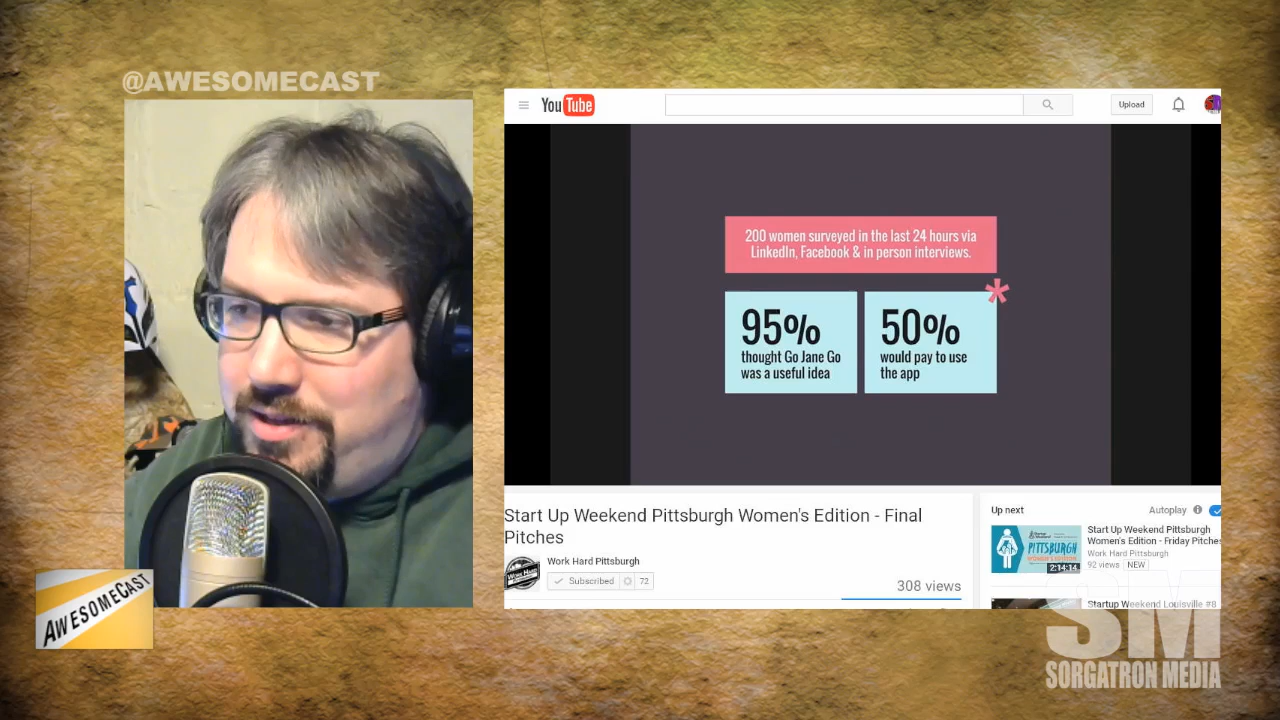 @AWESOMECAST
YouTube
Upload
200 women surveyed in the last 24 hours via
LinkedIn, Facebook & in person interviews.
*
95%
thought Go Jane Go
was a useful idea
50%
would pay to use
the app
Start Up Weekend Pittsburgh Women's Edition - Final
Pitches
Work Hard Pittsburgh
Subscribed
72
308 views
Up next
Autoplay
PITTSBURGH
2:14:14
Start Up Weekend Pittsburgh
Women's Edition - Friday Pitches
Work Hard Pittsburgh
92 views NEW
Startup Weekend Louisville #8
AWESOMECAST
SM
SORGATRON MEDIA